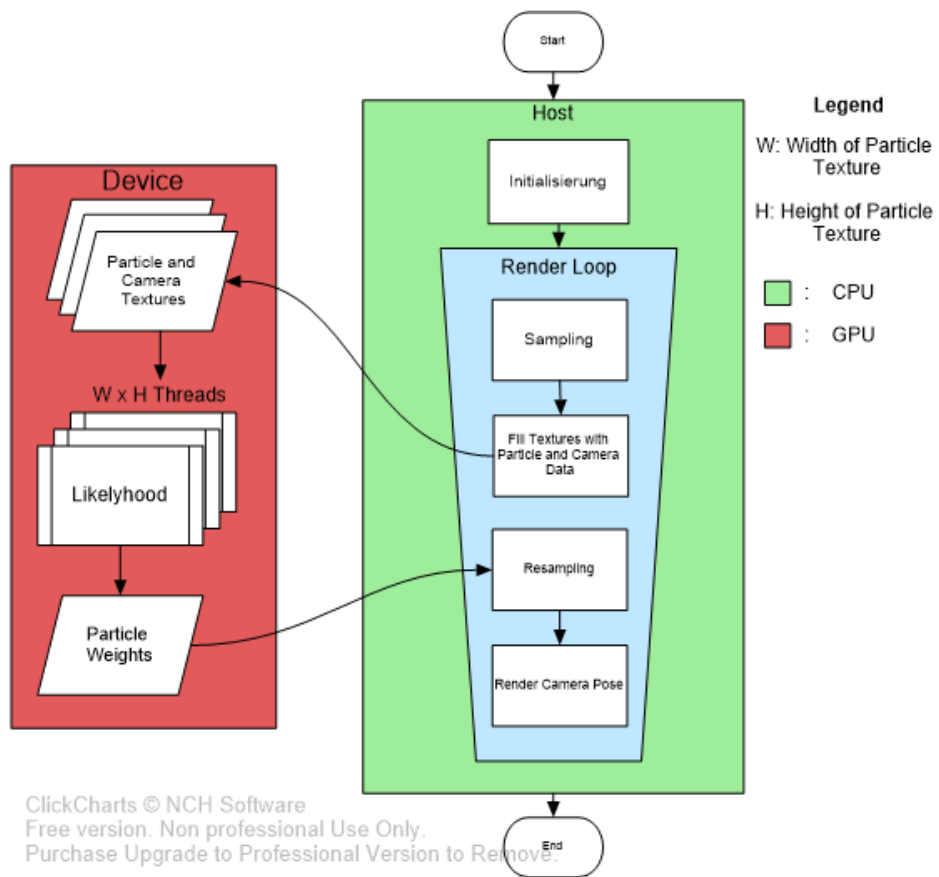 Start
Host
Initialisierung
Render Loop
Sampling
Fill Textures with
Particle and Camera
Data
Resampling
Render Camera Pose
End
Device
Particle and
Camera
Textures
W x H Threads
Likelyhood
Particle
Weights
Legend
W: Width of Particle
Texture
H: Height of Particle
Texture
: CPU
: GPU
ClickCharts © NCH Software
Free version. Non professional Use Only.
Purchase Upgrade to Professional Version to Remove.